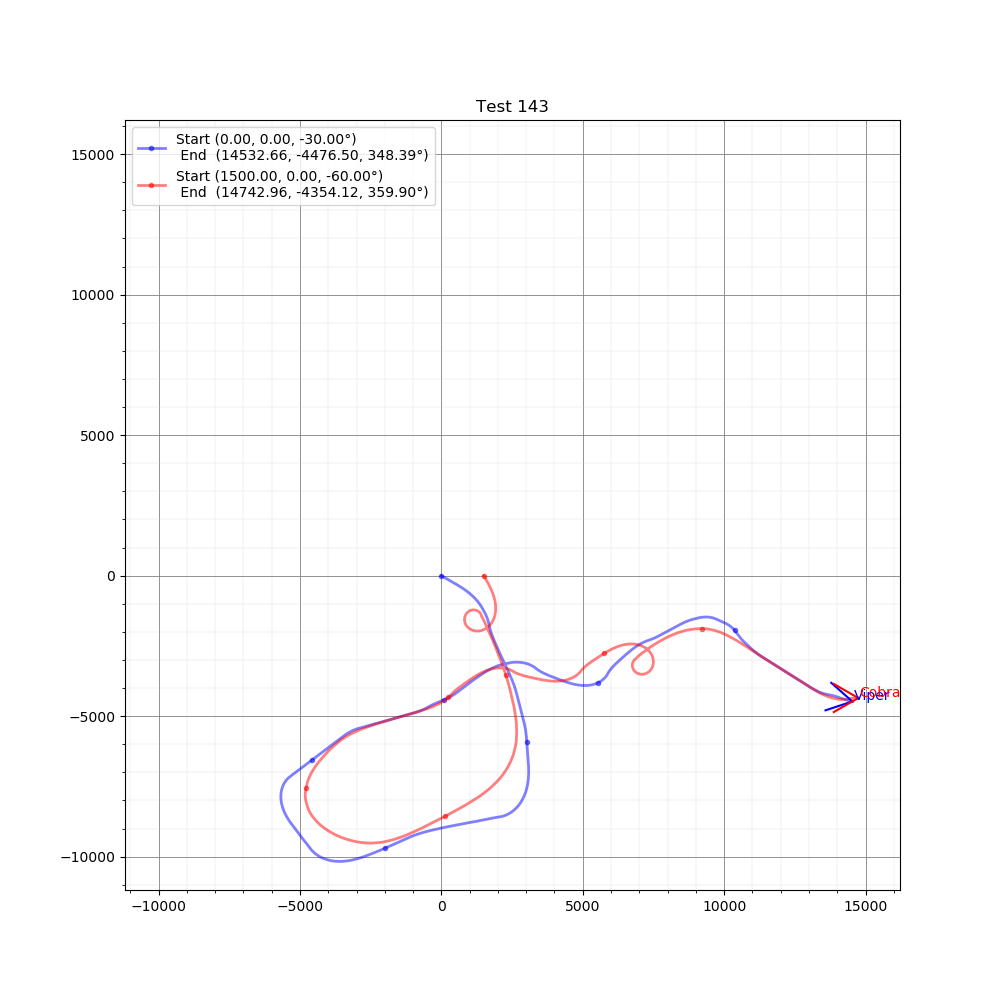 Test 143
Start (0.00, 0.00, -30.00°)
End (14532.66, -4476.50, 348.39°)
Start (1500.00, 0.00, -60.00°)
End (14742.96, -4354.12, 359.90°)
15000
10000
5000
0
−5000
−10000
Cobra
Viper
−10000 −5000 0 5000 10000 15000